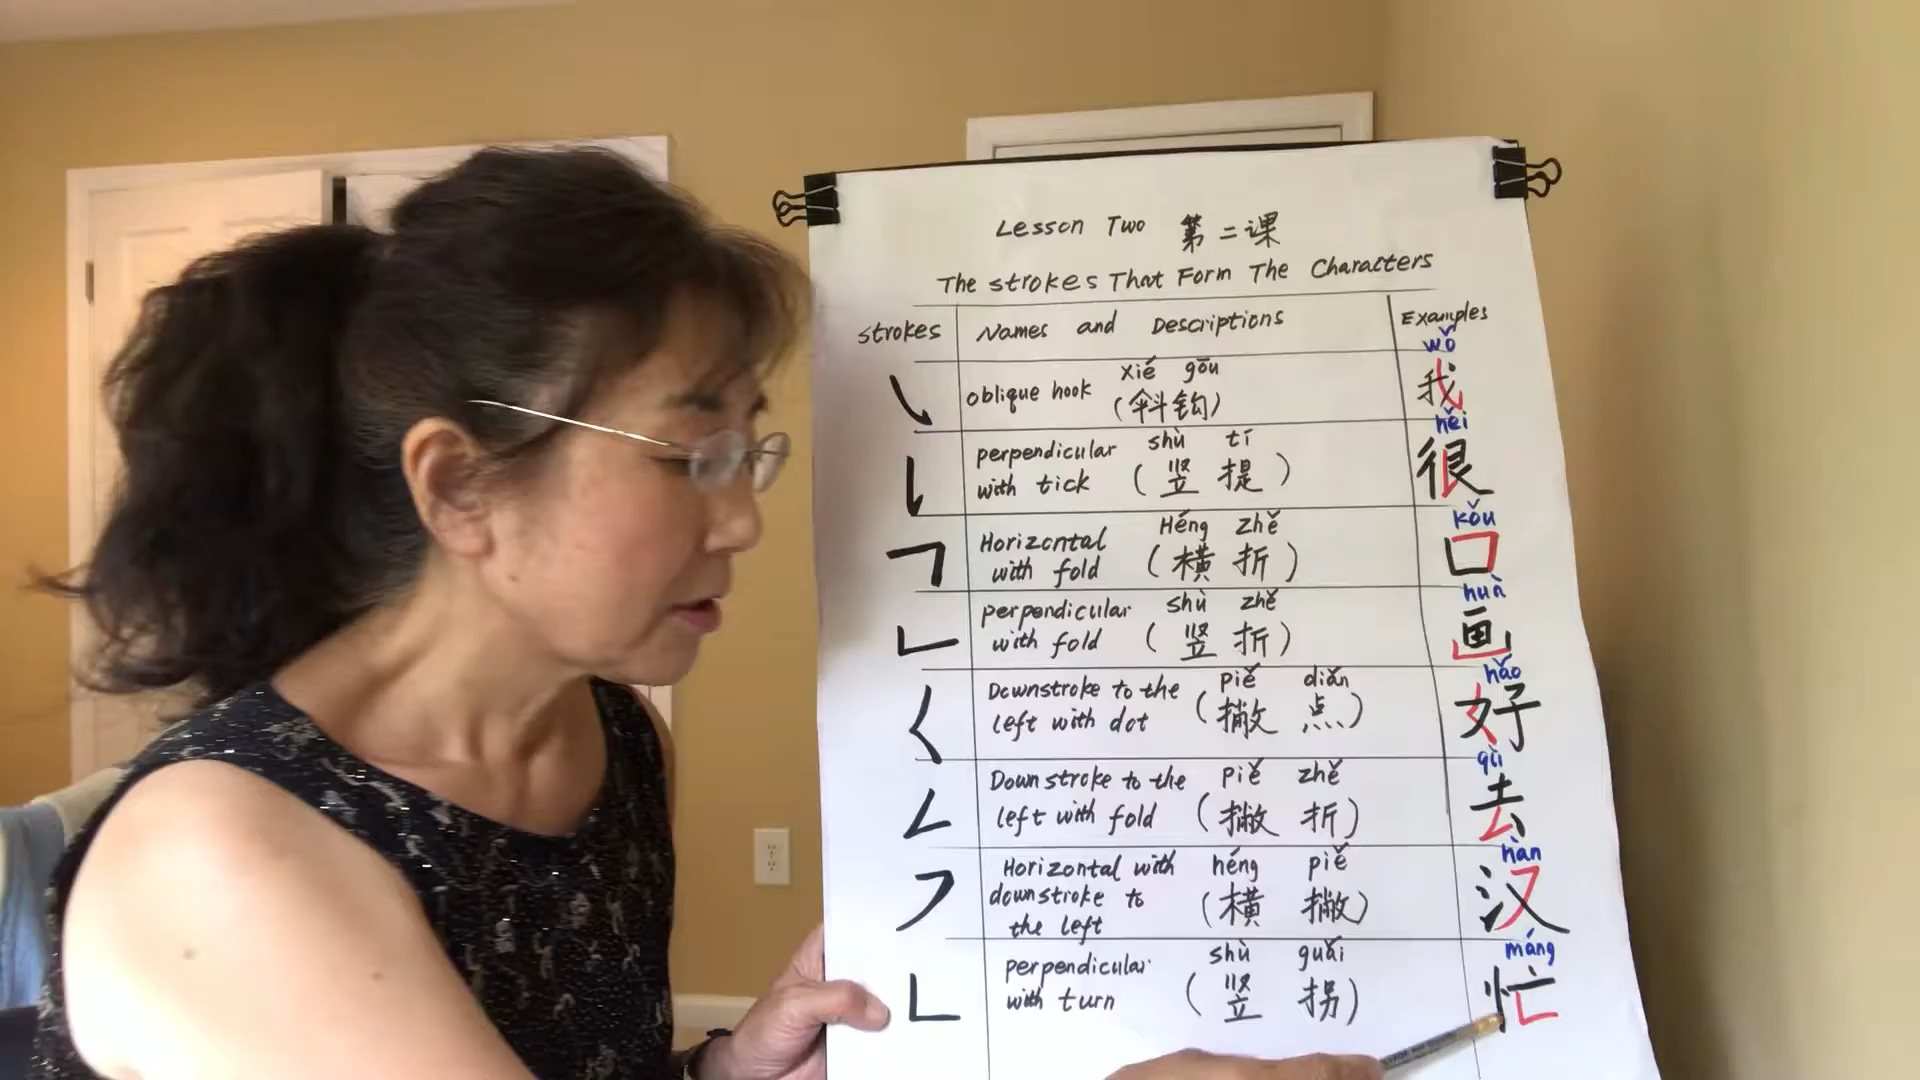 Lesson Two 第二课
The strokes That Form The Characters
strokes Names and Descriptions Examples
wǒ
xié gōu
oblique hook (斜钩) 我
hěi
perpendicular shù tí
with tick (竖提) 很
kǒu
Horizontal Héng zhě
with fold (横折) 口
huà
perpendicular shù zhě
with fold (竖折) 画
hǎo
Downstroke to the piě diǎn
left with dot (撇点) 好
qù
Down stroke to the piě zhě
left with fold (撇折) 去
hàn
Horizontal with héng piě
downstroke to (横撇) 汉
the left
máng
perpendicular shù guǎi
with turn (竖拐) 忙